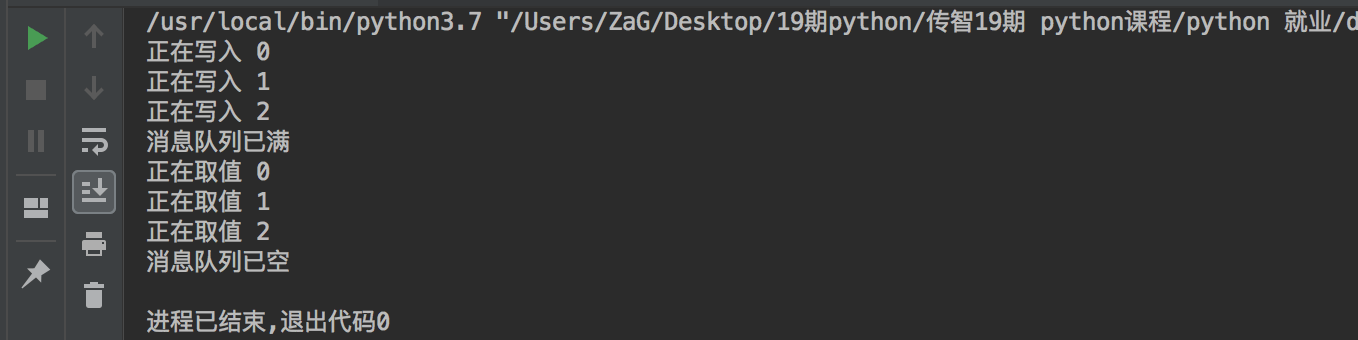 /usr/local/bin/python3.7 "/Users/ZaG/Desktop/19期python/传智19期 python课程/python 就业/d
正在写入 0
正在写入 1
正在写入 2
消息队列已满
正在取值 0
正在取值 1
正在取值 2
消息队列已空
进程已结束,退出代码0